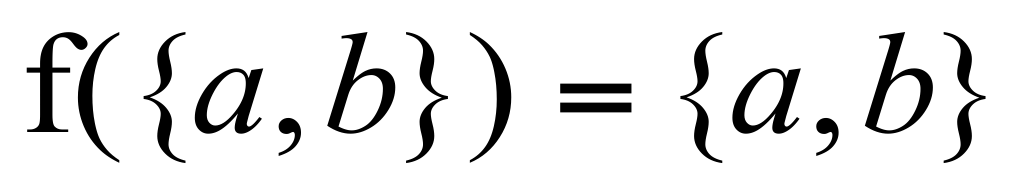 f({a, b}) = {a, b}